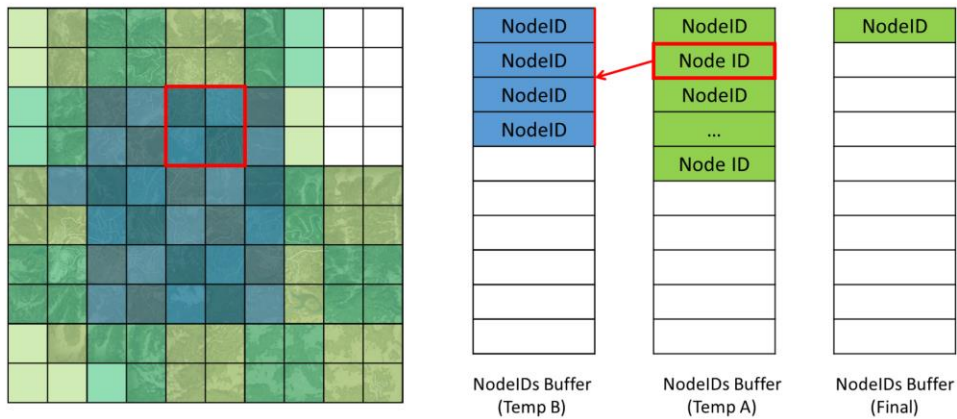 NodeID
NodeID
NodeID
NodeID
NodeIDs Buffer
(Temp B)
NodeID
Node ID
NodeID
...
Node ID
NodeIDs Buffer
(Temp A)
NodeID
NodeIDs Buffer
(Final)